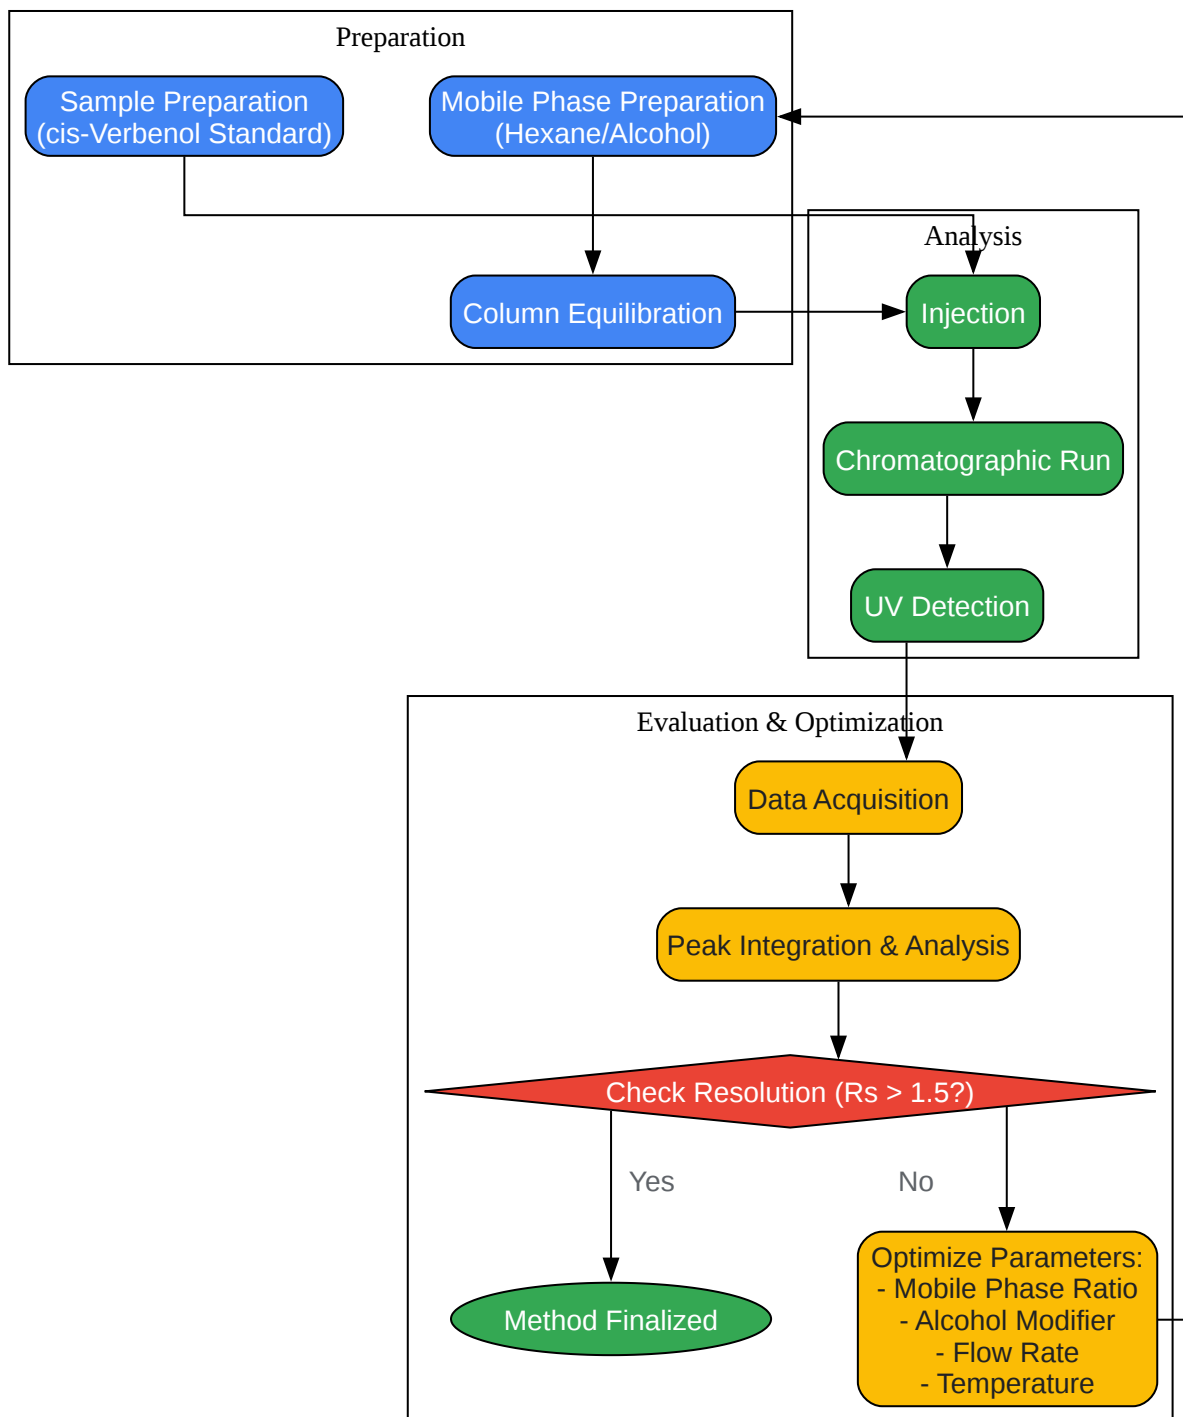 Preparation
Sample Preparation
(cis-Verbenol Standard)
Mobile Phase Preparation
(Hexane/Alcohol)
Column Equilibration
Analysis
Injection
Chromatographic Run
UV Detection
Evaluation & Optimization
Data Acquisition
Peak Integration & Analysis
Check Resolution (Rs > 1.5?)
Yes
No
Method Finalized
Optimize Parameters:
- Mobile Phase Ratio
- Alcohol Modifier
- Flow Rate
- Temperature